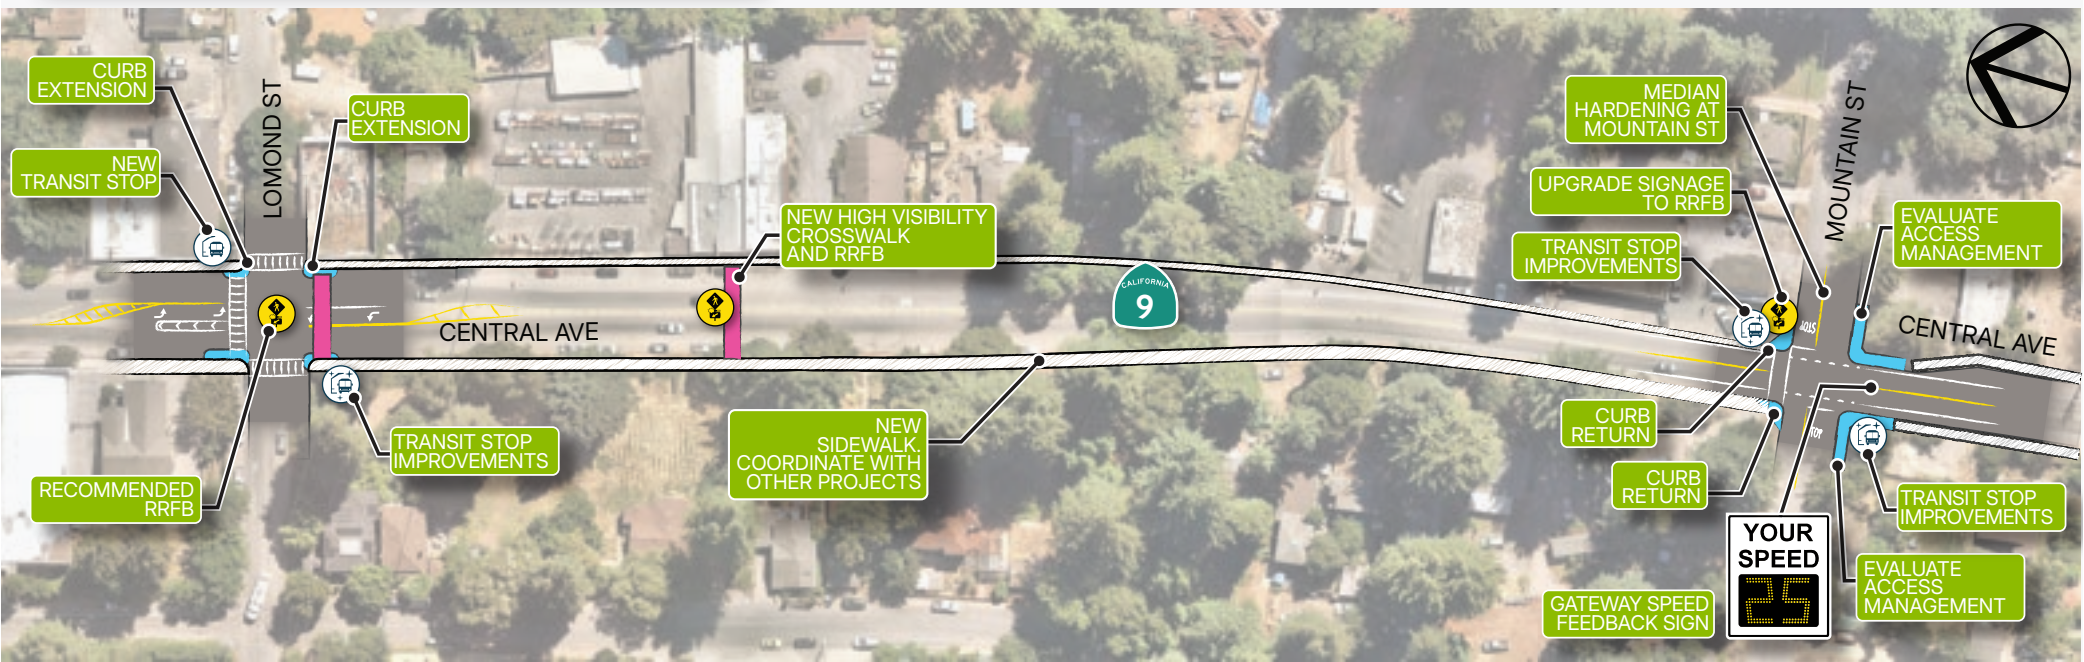 CURB
EXTENSION
NEW
TRANSIT STOP
LOMOND ST
CURB
EXTENSION
RECOMMENDED
RRFB
TRANSIT STOP
IMPROVEMENTS
CENTRAL AVE
NEW HIGH VISIBILITY
CROSSWALK
AND RRFB
NEW
SIDEWALK.
COORDINATE WITH
OTHER PROJECTS
CALIFORNIA
9
MEDIAN
HARDENING AT
MOUNTAIN ST
UPGRADE SIGNAGE
TO RRFB
TRANSIT STOP
IMPROVEMENTS
MOUNTAIN ST
EVALUATE
ACCESS
MANAGEMENT
CENTRAL AVE
STOP
STOP
CURB
RETURN
CURB
RETURN
YOUR
SPEED
25
GATEWAY SPEED
FEEDBACK SIGN
TRANSIT STOP
IMPROVEMENTS
EVALUATE
ACCESS
MANAGEMENT